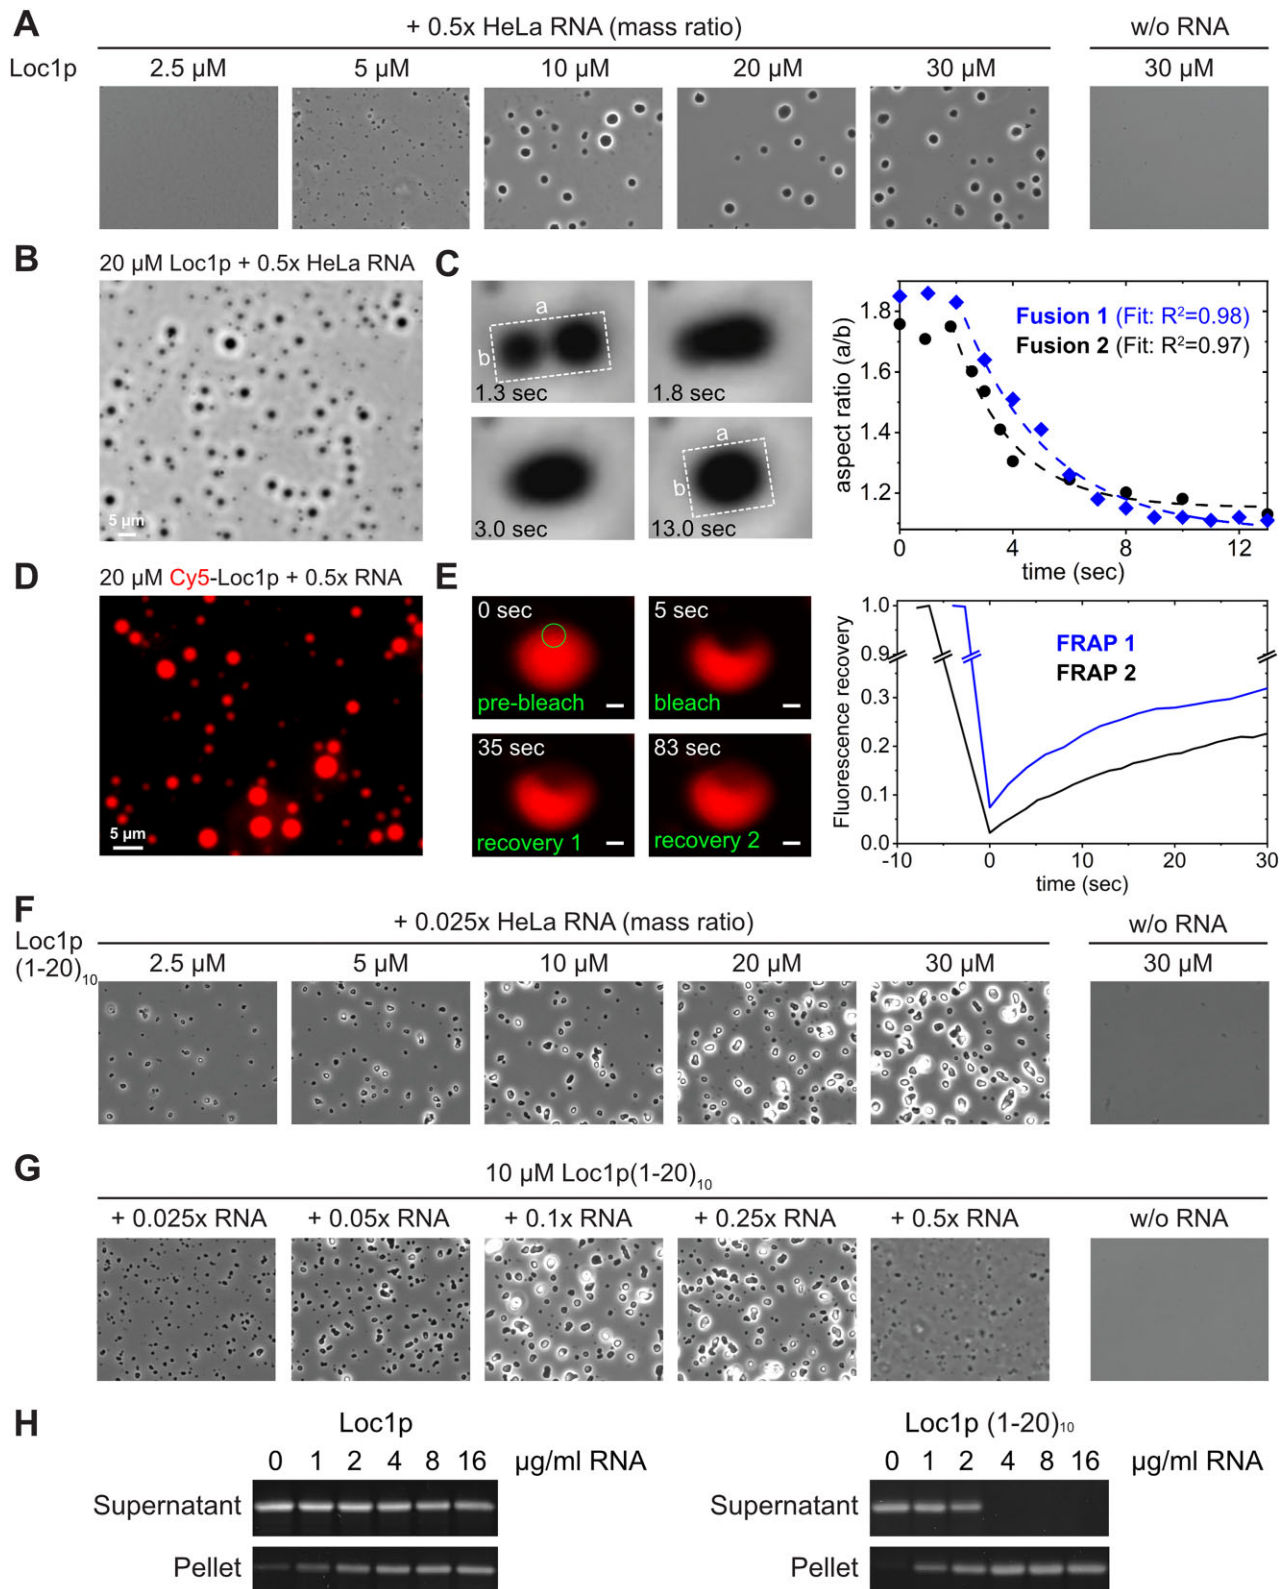 A
+ 0.5x HeLa RNA (mass ratio)
w/o RNA
Loc1p
2.5 µM 5 µM 10 µM 20 µM 30 µM 30 µM
B
20 µM Loc1p + 0.5x HeLa RNA
5 µm
C
a
b
1.3 sec
1.8 sec
3.0 sec
a
b
13.0 sec
Fusion 1 (Fit: R²=0.98)
Fusion 2 (Fit: R²=0.97)
aspect ratio (a/b)
1.8
1.6
1.4
1.2
0 4 8 12
time (sec)
D
20 µM Cy5-Loc1p + 0.5x RNA
5 µm
E
0 sec
pre-bleach
5 sec
bleach
35 sec
recovery 1
83 sec
recovery 2
FRAP 1
FRAP 2
Fluorescence recovery
1.0
0.9
0.3
0.2
0.1
0.0
-10 0 10 20 30
time (sec)
F
+ 0.025x HeLa RNA (mass ratio)
w/o RNA
Loc1p
(1-20)₁₀
2.5 µM 5 µM 10 µM 20 µM 30 µM 30 µM
G
10 µM Loc1p(1-20)₁₀
+ 0.025x RNA + 0.05x RNA + 0.1x RNA + 0.25x RNA + 0.5x RNA w/o RNA
H
Loc1p
0 1 2 4 8 16 µg/ml RNA
Supernatant
Pellet
Loc1p (1-20)₁₀
0 1 2 4 8 16 µg/ml RNA
Supernatant
Pellet